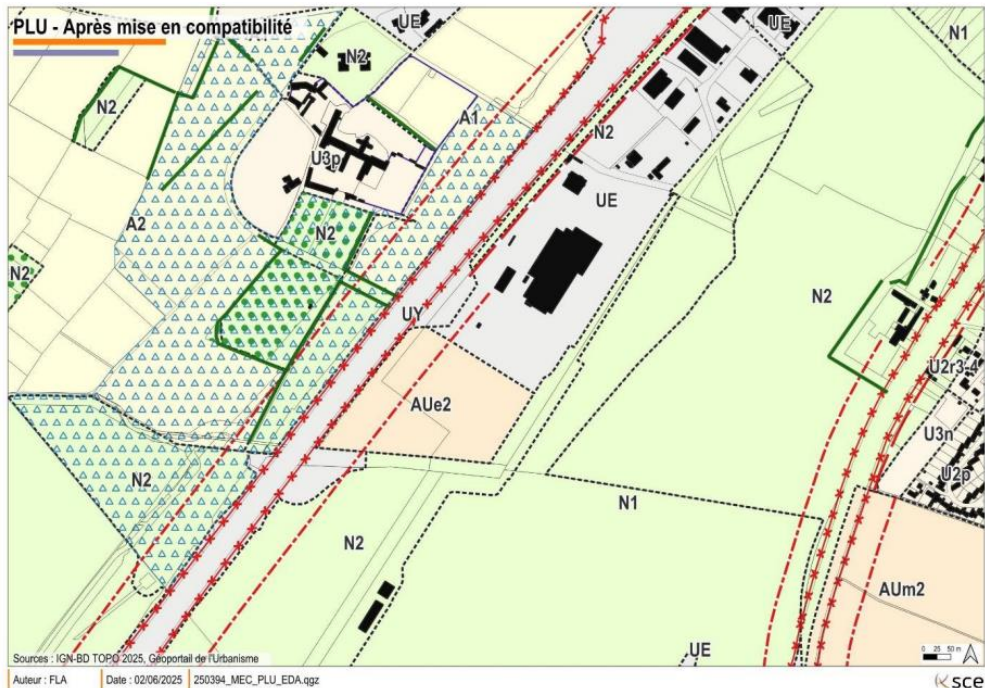 PLU - Après mise en compatibilité
UE
UE
N1
N2
N2
A1
N2
U3p
UE
A2
N2
N2
N2
UY
U2r3-4
AUe2
U3n
U2p
N2
N1
N2
AUm2
UE
0 25 50 m
Sources : IGN-BD TOPO 2025, Géoportail de l'Urbanisme
Auteur : FLA
Date : 02/06/2025
250394_MEC_PLU_EDA.qgz
sce